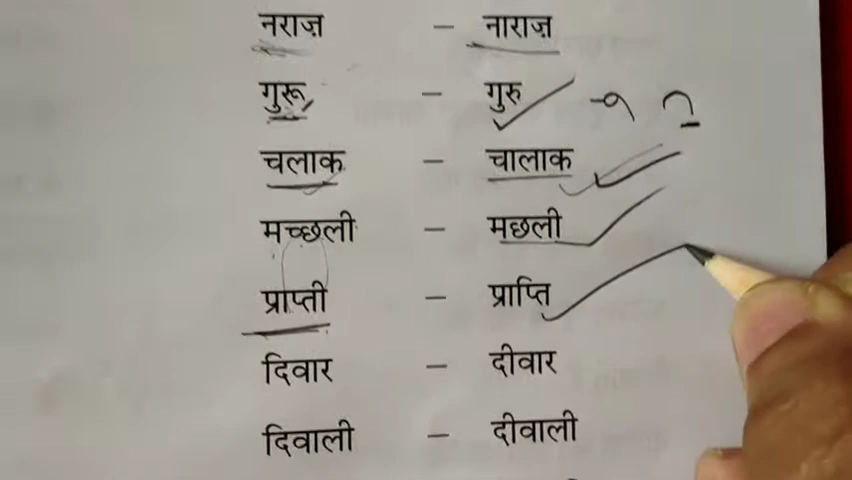 नराज़ – नाराज़
गुरू – गुरु
चलाक – चालाक
मच्छली – मछली
प्राप्ती – प्राप्ति
दिवार – दीवार
दिवाली – दीवाली